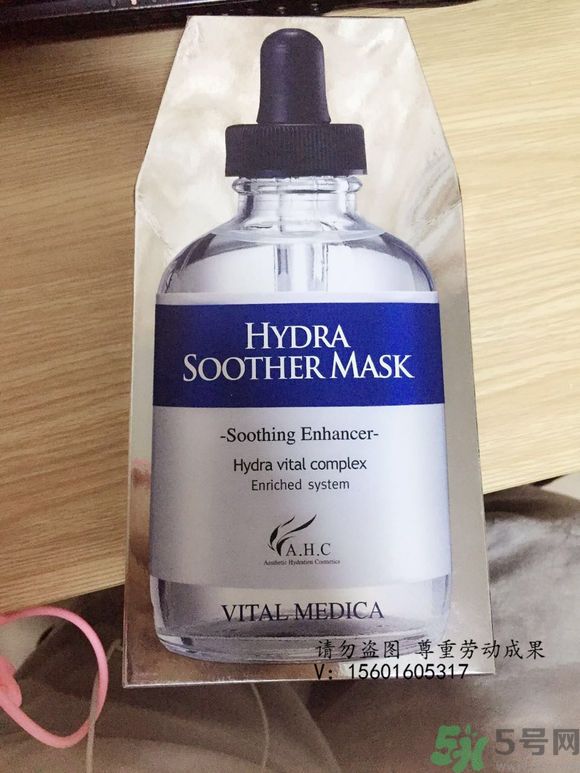 HYDRA
SOOTHER MASK
-Soothing Enhancer-
Hydra vital complex
Enriched system
A.H.C
Aesthetic Hydration Cosmetics
VITAL MEDICA
请勿盗图 尊重劳动成果
V: 15601605317
5号网